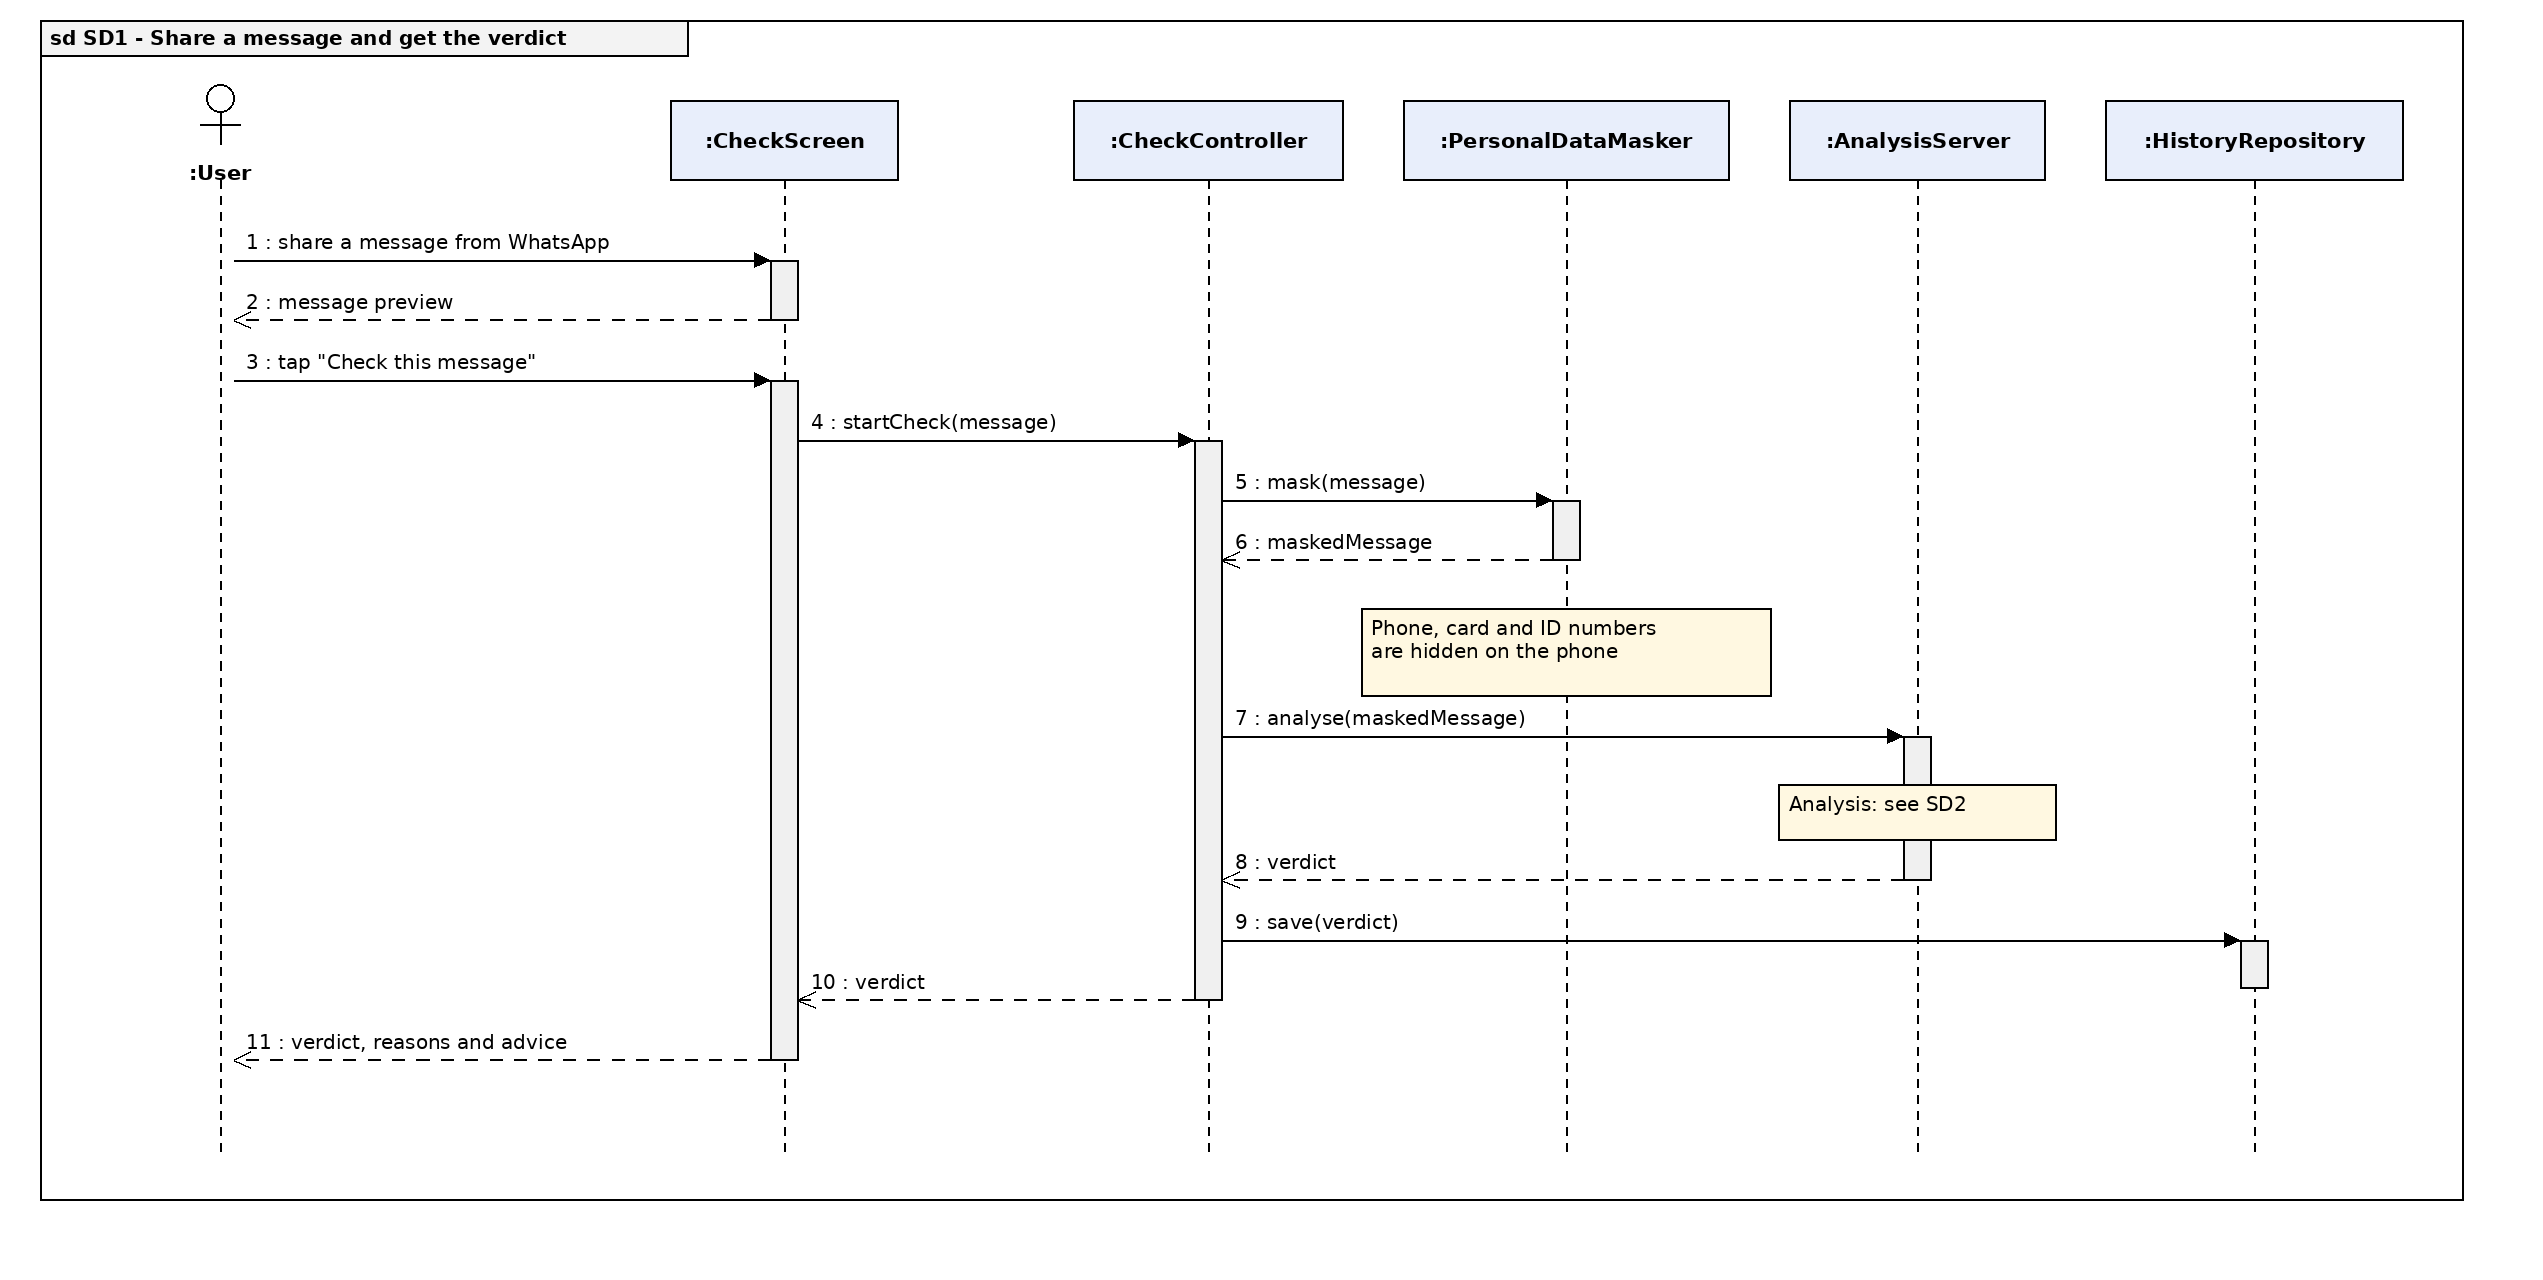 sd SD1 - Share a message and get the verdict
:User
:CheckScreen
:CheckController
:PersonalDataMasker
:AnalysisServer
:HistoryRepository
1 : share a message from WhatsApp
2 : message preview
3 : tap "Check this message"
4 : startCheck(message)
5 : mask(message)
6 : maskedMessage
Phone, card and ID numbers
are hidden on the phone
7 : analyse(maskedMessage)
Analysis: see SD2
8 : verdict
9 : save(verdict)
10 : verdict
11 : verdict, reasons and advice